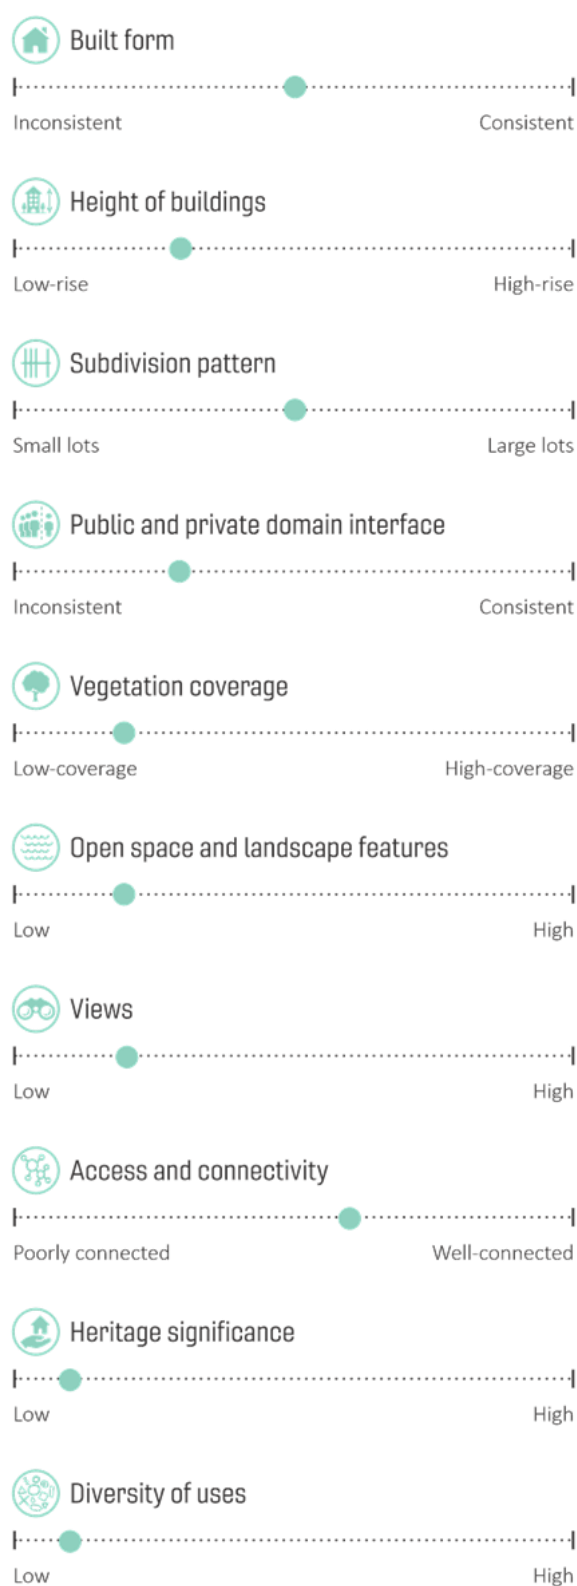 Built form
Inconsistent Consistent
Height of buildings
Low-rise High-rise
Subdivision pattern
Small lots Large lots
Public and private domain interface
Inconsistent Consistent
Vegetation coverage
Low-coverage High-coverage
Open space and landscape features
Low High
Views
Low High
Access and connectivity
Poorly connected Well-connected
Heritage significance
Low High
Diversity of uses
Low High